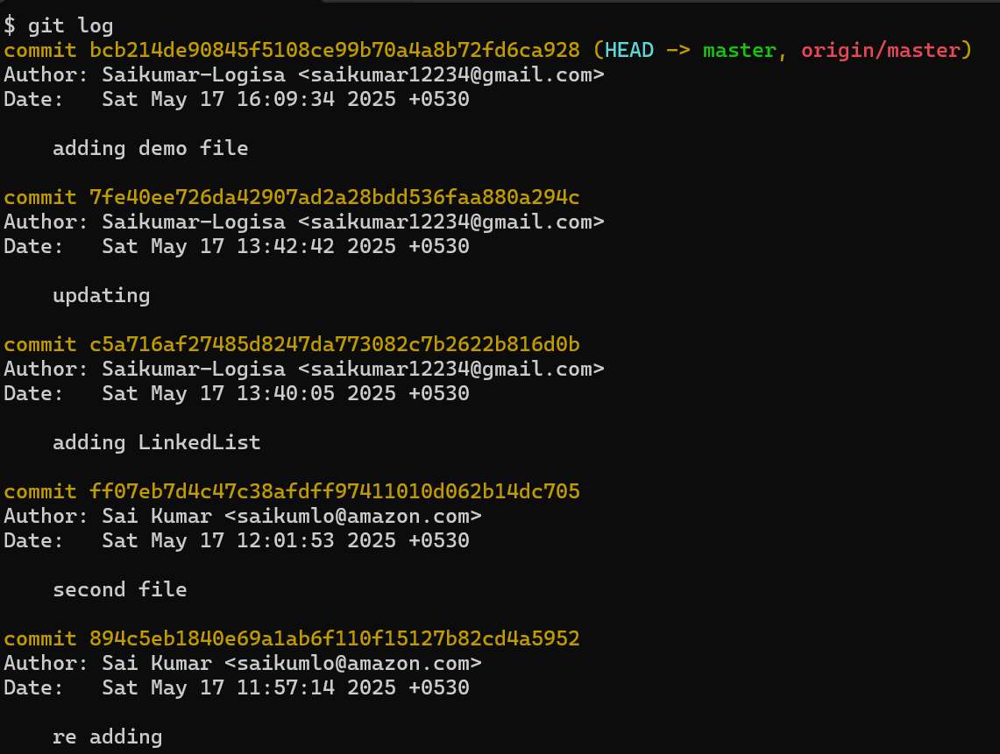 $ git log
commit bcb214de90845f5108ce99b70a4a8b72fd6ca928 (HEAD -> master, origin/master)
Author: Saikumar-Logisa <saikumar12234@gmail.com>
Date:   Sat May 17 16:09:34 2025 +0530
adding demo file
commit 7fe40ee726da42907ad2a28bdd536faa880a294c
Author: Saikumar-Logisa <saikumar12234@gmail.com>
Date:   Sat May 17 13:42:42 2025 +0530
updating
commit c5a716af27485d8247da773082c7b2622b816d0b
Author: Saikumar-Logisa <saikumar12234@gmail.com>
Date:   Sat May 17 13:40:05 2025 +0530
adding LinkedList
commit ff07eb7d4c47c38afdff97411010d062b14dc705
Author: Sai Kumar <saikumlo@amazon.com>
Date:   Sat May 17 12:01:53 2025 +0530
second file
commit 894c5eb1840e69a1ab6f110f15127b82cd4a5952
Author: Sai Kumar <saikumlo@amazon.com>
Date:   Sat May 17 11:57:14 2025 +0530
re adding